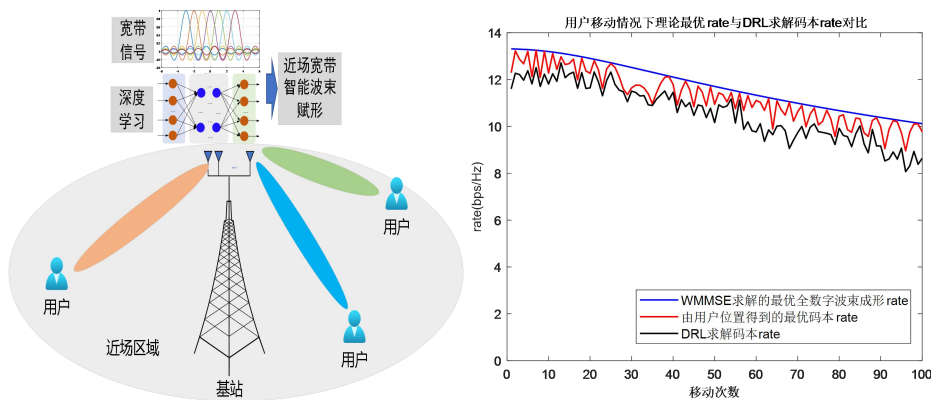 宽带
信号
深度
学习
近场宽带
智能波束
赋形
用户
用户
用户
近场区域
基站
用户移动情况下理论最优rate与DRL求解码本rate对比
rate(bps/Hz)
14
12
10
8
6
4
2
0
WMMSE求解的最优全数字波束成形rate
由用户位置得到的最优码本rate
DRL求解码本rate
0 10 20 30 40 50 60 70 80 90 100
移动次数